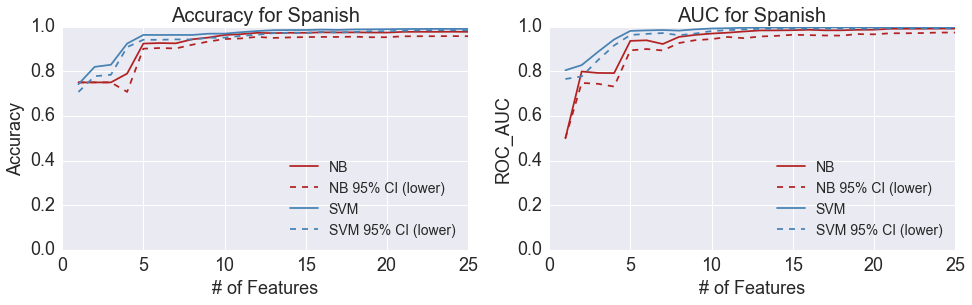 Accuracy for Spanish
1.0
0.8
0.6
0.4
0.2
0.0
Accuracy
NB
NB 95% CI (lower)
SVM
SVM 95% CI (lower)
0 5 10 15 20 25
# of Features
AUC for Spanish
1.0
0.8
0.6
0.4
0.2
0.0
ROC_AUC
NB
NB 95% CI (lower)
SVM
SVM 95% CI (lower)
0 5 10 15 20 25
# of Features